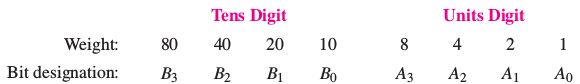 Tens Digit Units Digit
Weight: 80 40 20 10 8 4 2 1
Bit designation: B₃ B₂ B₁ B₀ A₃ A₂ A₁ A₀